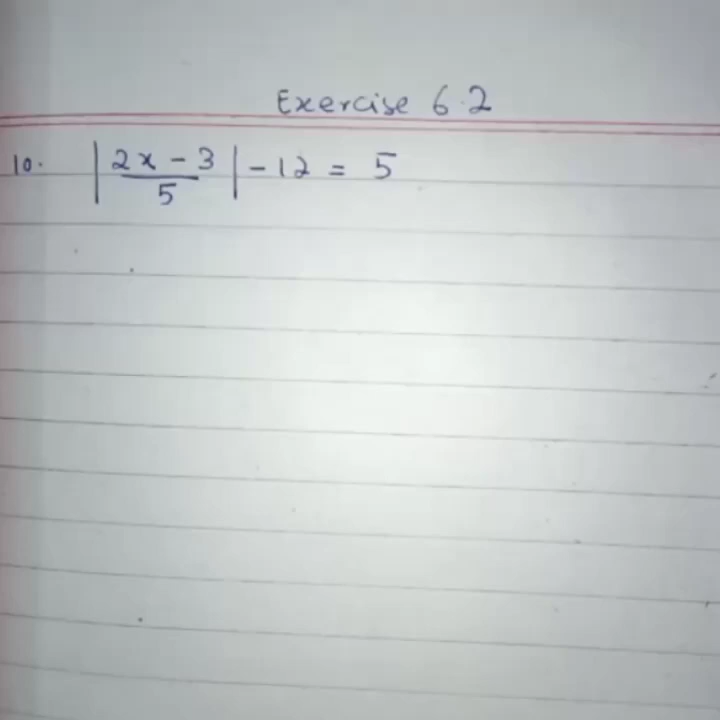 Exercise 6.2
10. |(2x - 3)/5| - 12 = 5